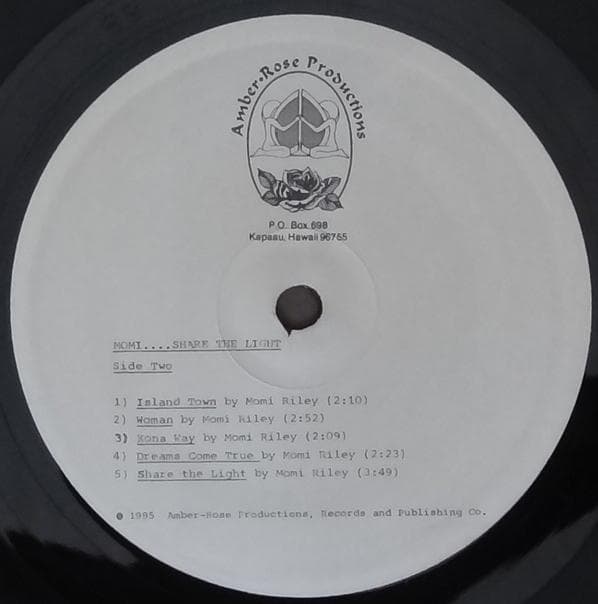 Amber-Rose Productions
P.O. Box 698
Kapaau, Hawaii 96755
MOMI....SHARE THE LIGHT
Side Two
1) Island Town by Momi Riley (2:10)
2) Woman by Momi Riley (2:52)
3) Kona Way by Momi Riley (2:09)
4) Dreams Come True by Momi Riley (2:23)
5) Share the Light by Momi Riley (3:49)
1985 Amber-Rose Productions, Records and Publishing Co.